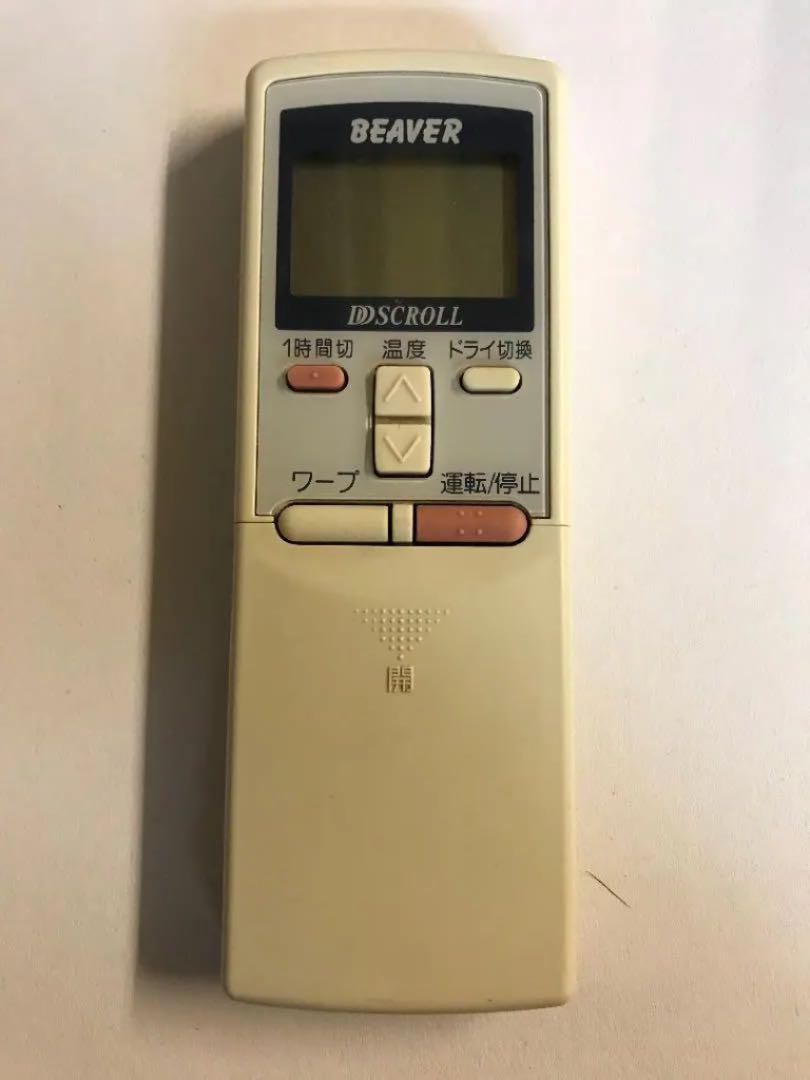 BEAVER
DDSCROLL
1時間切 温度 ドライ切換
ワープ 運転/停止
開